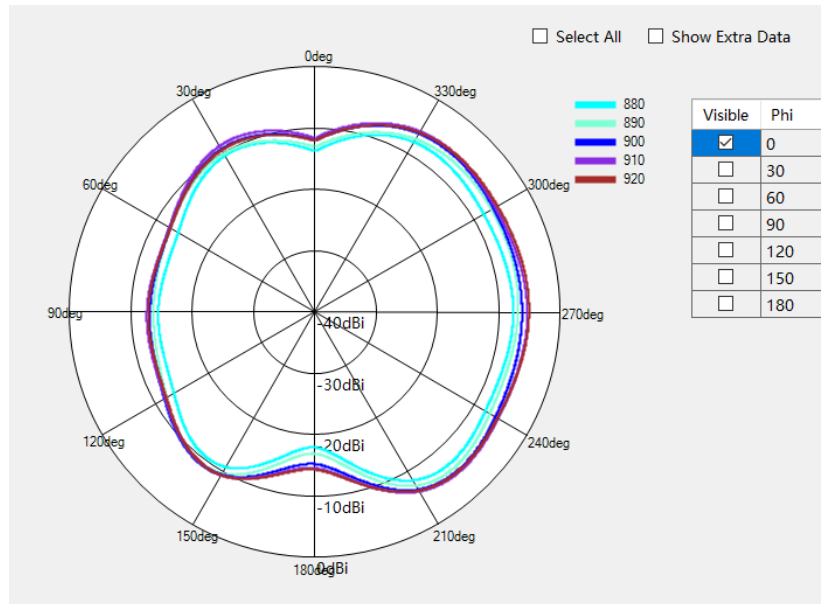 Select All Show Extra Data
0deg
30deg 330deg
880
890
900
910
920
Visible Phi
0
30
60
90
120
150
180
60deg 300deg
90deg 270deg
-40dBi
-30dBi
120deg 240deg
-20dBi
-10dBi
150deg 210deg
180deg 0dBi